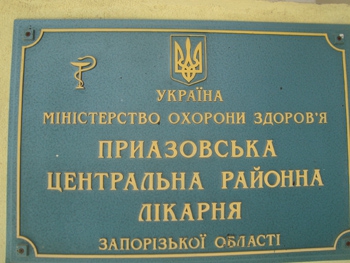 УКРАЇНА
МІНІСТЕРСТВО ОХОРОНИ ЗДОРОВ'Я
ПРИАЗОВСЬКА
ЦЕНТРАЛЬНА РАЙОННА
ЛІКАРНЯ
ЗАПОРІЗЬКОЇ ОБЛАСТІ